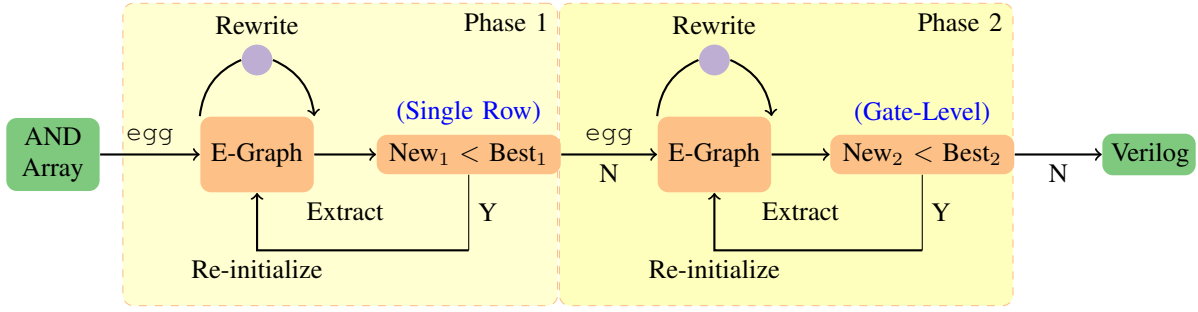 Rewrite
Phase 1
Rewrite
Phase 2
(Single Row)
(Gate-Level)
AND
Array
egg
E-Graph
New₁ < Best₁
egg
N
E-Graph
New₂ < Best₂
N
Verilog
Extract
Y
Extract
Y
Re-initialize
Re-initialize